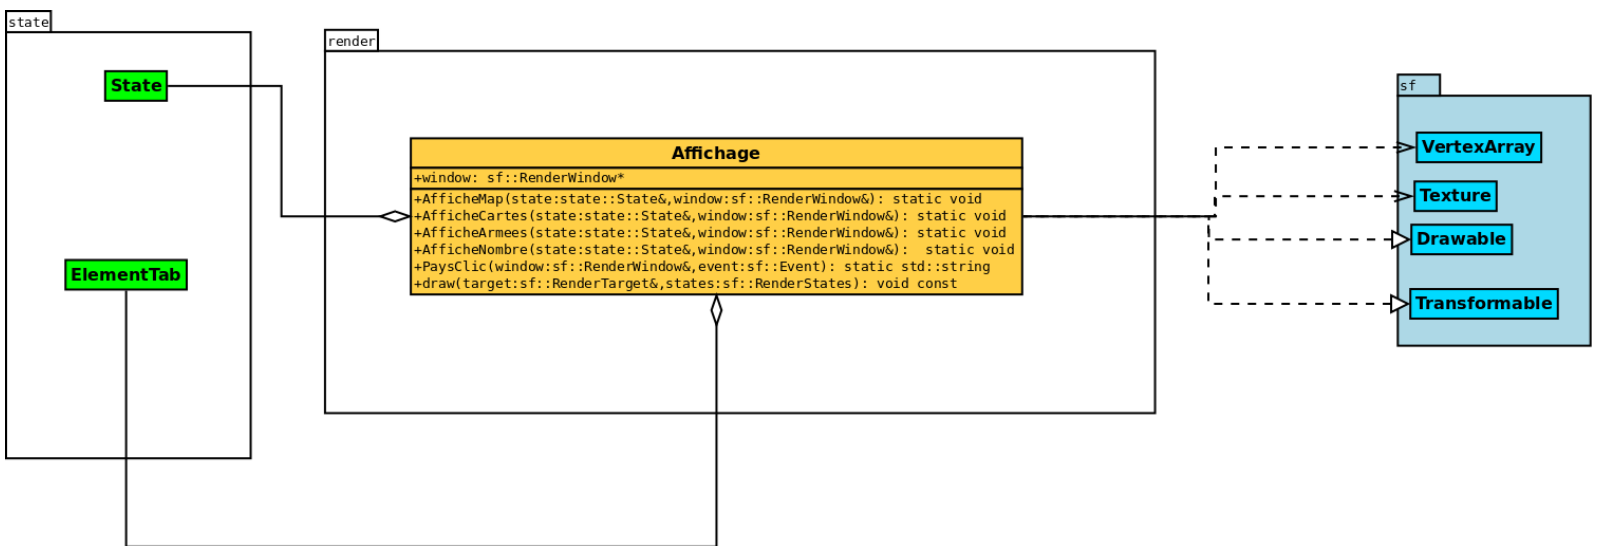 state
State
ElementTab
render
Affichage
+window: sf::RenderWindow*
+AfficheMap(state:state::State&,window:sf::RenderWindow&): static void
+AfficheCartes(state:state::State&,window:sf::RenderWindow&): static void
+AfficheArmees(state:state::State&,window:sf::RenderWindow&): static void
+AfficheNombre(state:state::State&,window:sf::RenderWindow&):  static void
+PaysClic(window:sf::RenderWindow&,event:sf::Event): static std::string
+draw(target:sf::RenderTarget&,states:sf::RenderStates): void const
sf
VertexArray
Texture
Drawable
Transformable